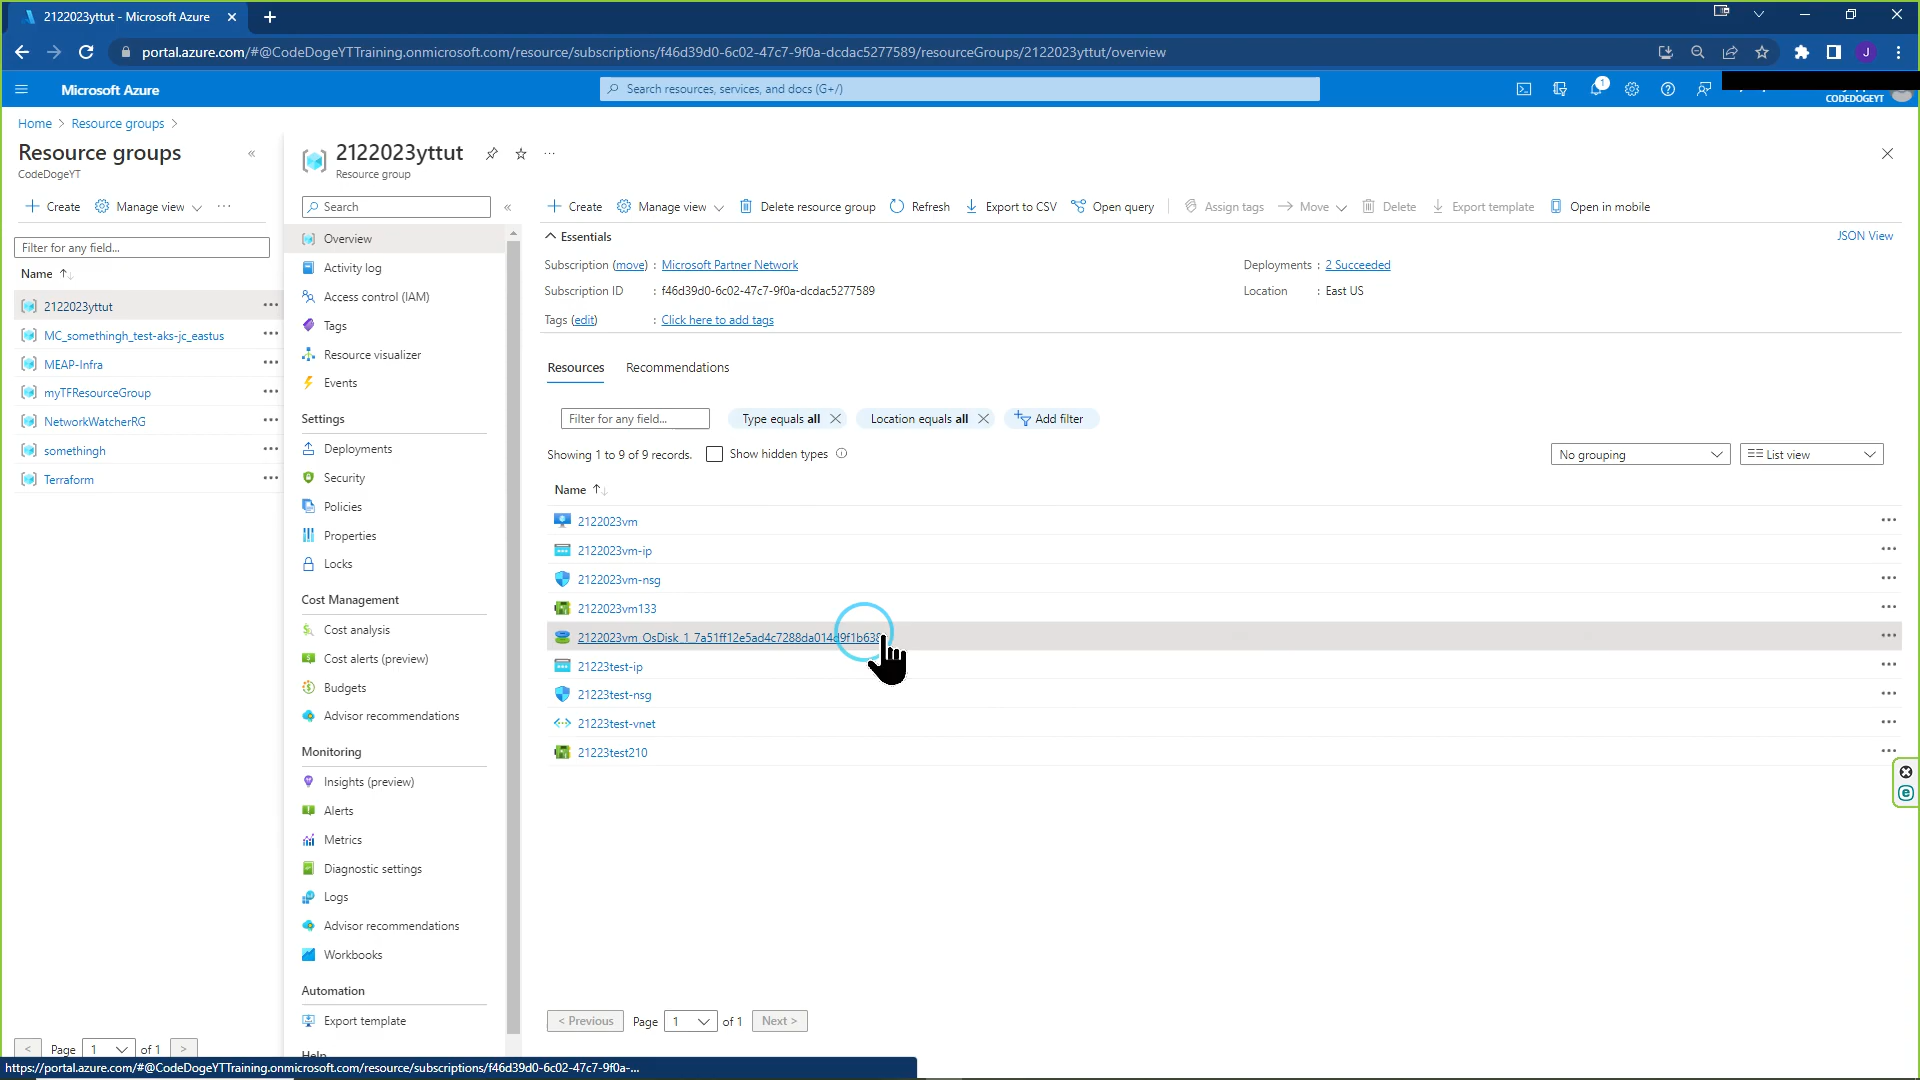 2122023yttut - Microsoft Azure
portal.azure.com/#@CodeDogeYTTraining.onmicrosoft.com/resource/subscriptions/f46d39d0-6c02-47c7-9f0a-dcdac5277589/resourceGroups/2122023yttut/overview
J
Microsoft Azure
Search resources, services, and docs (G+/)
1
CODEDOGEYT
Home > Resource groups >
Resource groups
CodeDogeYT
Create Manage view ...
Filter for any field...
Name
2122023yttut
MC_somethingh_test-aks-jc_eastus
MEAP-Infra
myTFResourceGroup
NetworkWatcherRG
somethingh
Terraform
< Page 1 of 1 >
2122023yttut
Resource group
Search
Overview
Activity log
Access control (IAM)
Tags
Resource visualizer
Events
Settings
Deployments
Security
Policies
Properties
Locks
Cost Management
Cost analysis
Cost alerts (preview)
Budgets
Advisor recommendations
Monitoring
Insights (preview)
Alerts
Metrics
Diagnostic settings
Logs
Advisor recommendations
Workbooks
Automation
Export template
Help
Create Manage view Delete resource group Refresh Export to CSV Open query Assign tags Move Delete Export template Open in mobile
Essentials
JSON View
Subscription (move) : Microsoft Partner Network
Deployments : 2 Succeeded
Subscription ID : f46d39d0-6c02-47c7-9f0a-dcdac5277589
Location : East US
Tags (edit) : Click here to add tags
Resources Recommendations
Filter for any field... Type equals all Location equals all Add filter
Showing 1 to 9 of 9 records. Show hidden types
No grouping List view
Name
2122023vm
2122023vm-ip
2122023vm-nsg
2122023vm133
2122023vm_OsDisk_1_7a51ff12e5ad4c7288da014d9f1b638
21223test-ip
21223test-nsg
21223test-vnet
21223test210
< Previous Page 1 of 1 Next >
https://portal.azure.com/#@CodeDogeYTTraining.onmicrosoft.com/resource/subscriptions/f46d39d0-6c02-47c7-9f0a-...